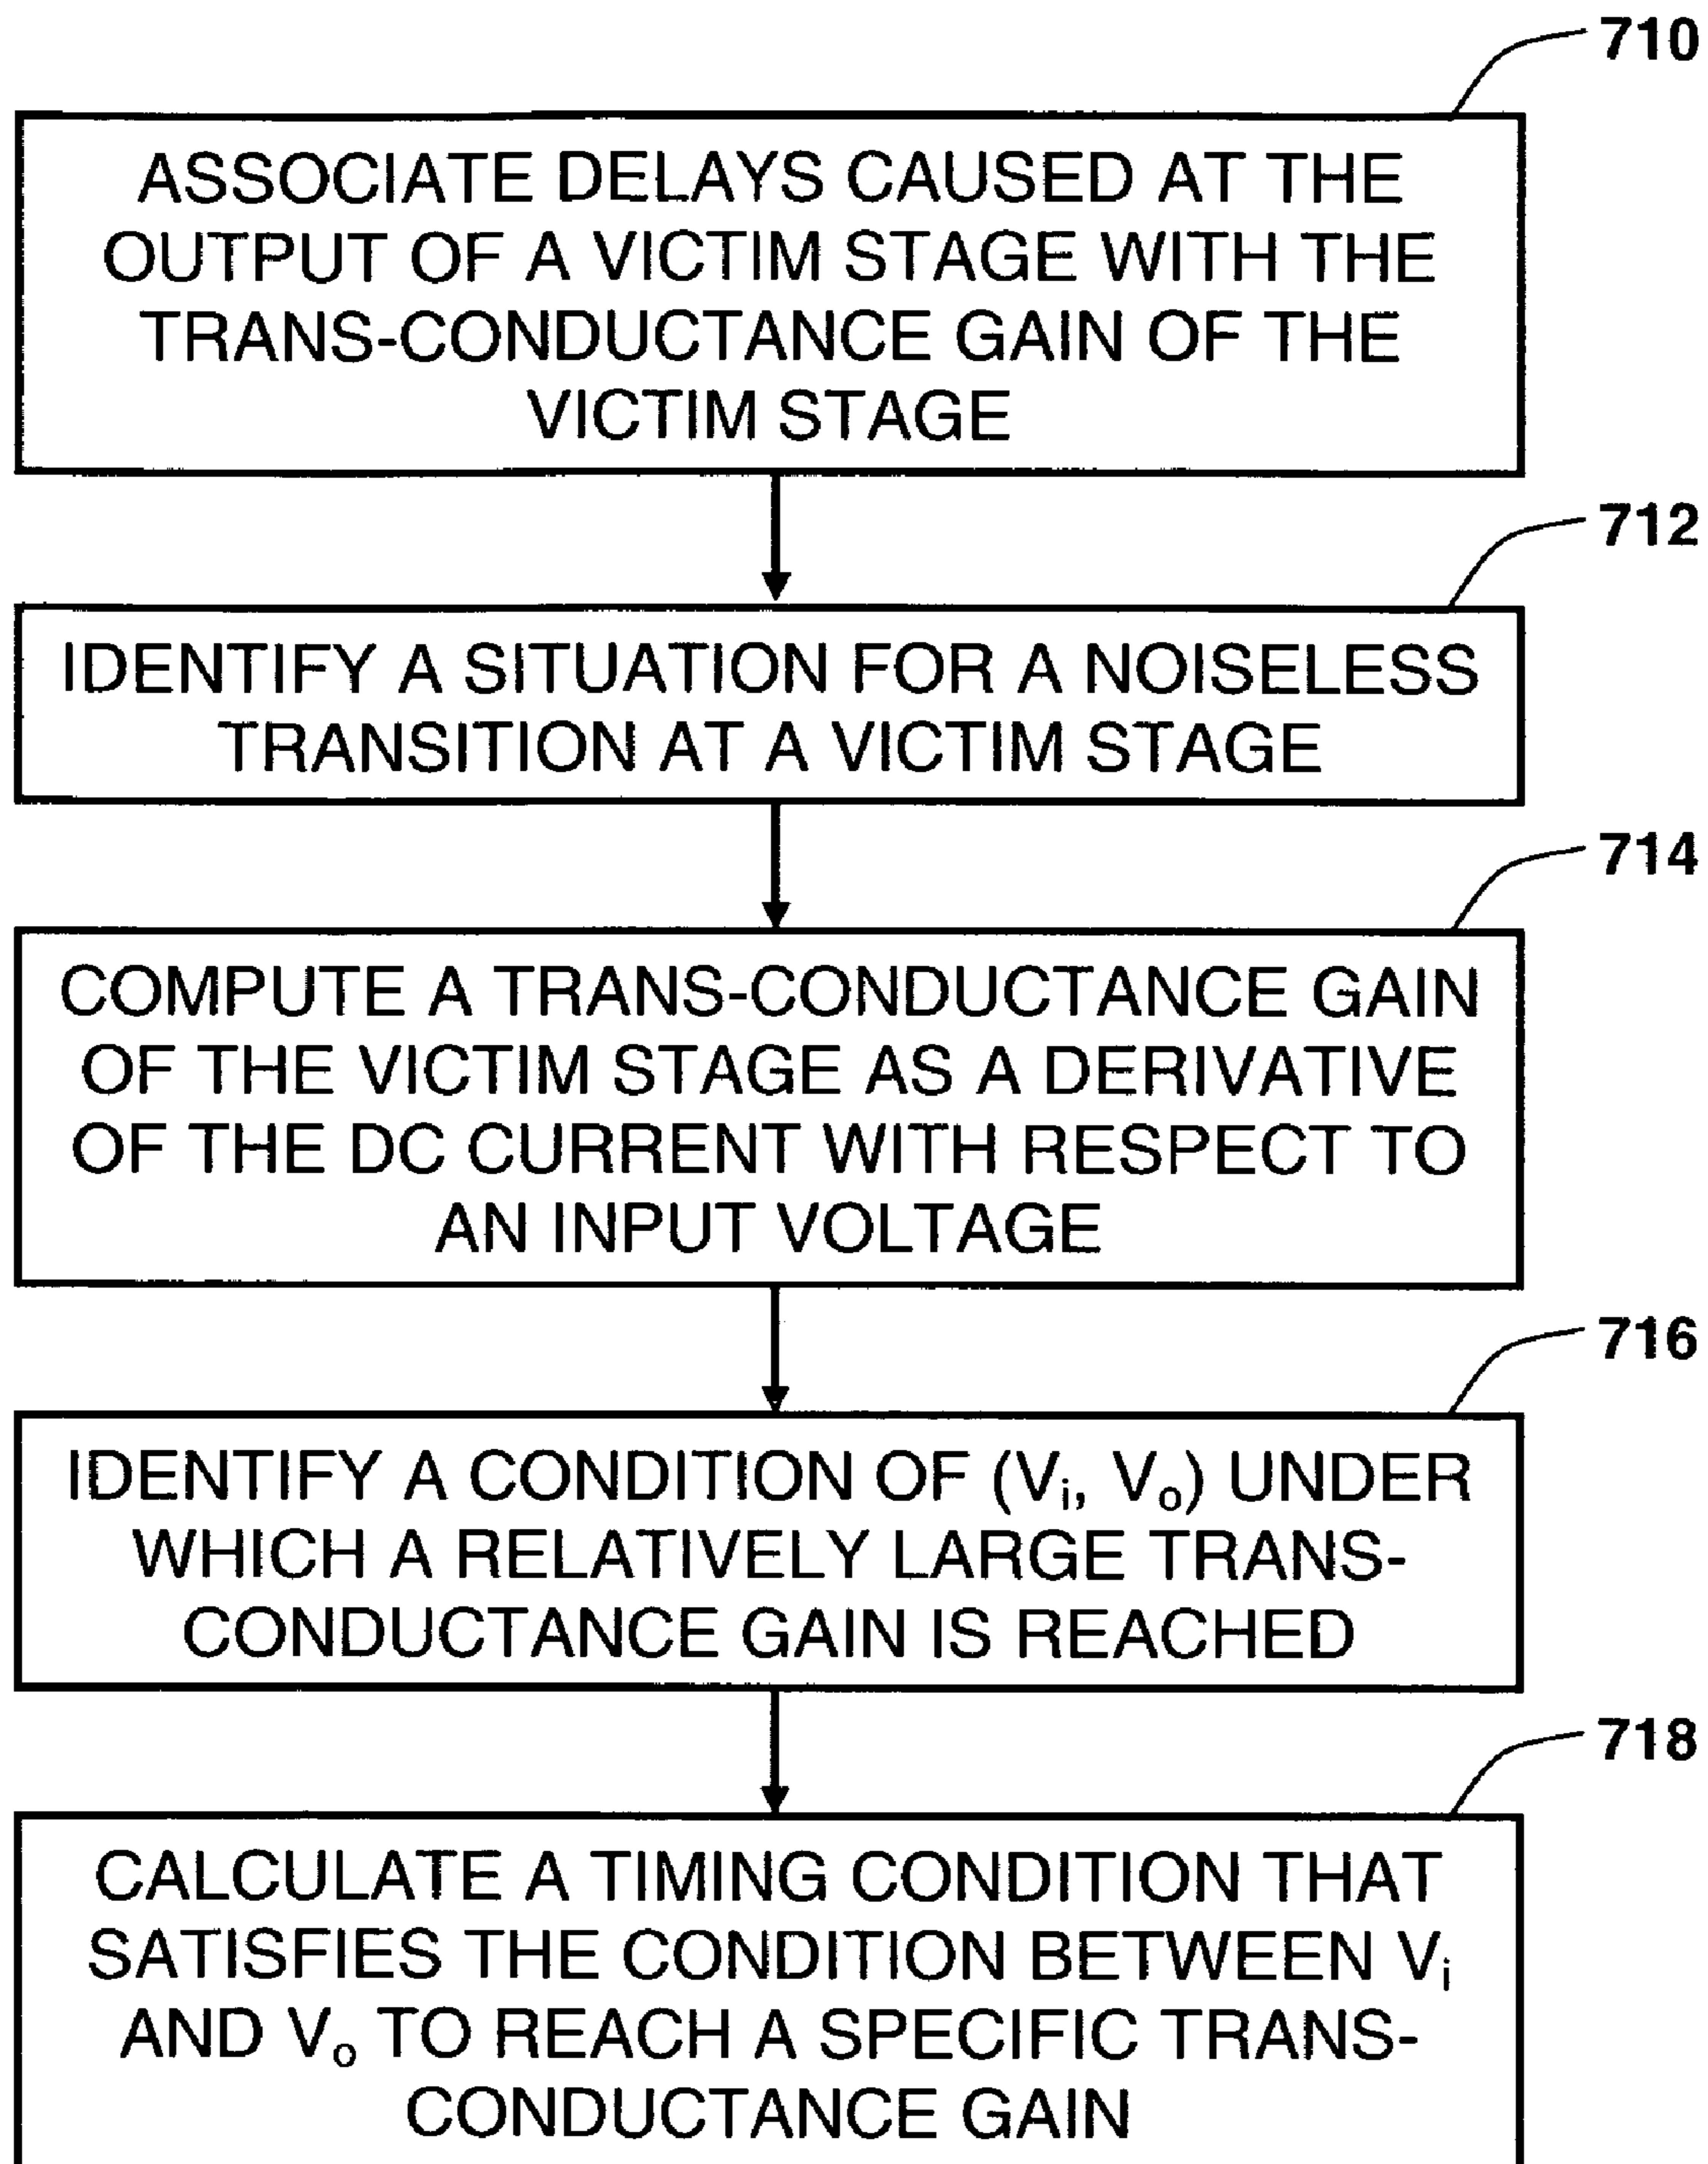 710
ASSOCIATE DELAYS CAUSED AT THE
OUTPUT OF A VICTIM STAGE WITH THE
TRANS-CONDUCTANCE GAIN OF THE
VICTIM STAGE
712
IDENTIFY A SITUATION FOR A NOISELESS
TRANSITION AT A VICTIM STAGE
714
COMPUTE A TRANS-CONDUCTANCE GAIN
OF THE VICTIM STAGE AS A DERIVATIVE
OF THE DC CURRENT WITH RESPECT TO
AN INPUT VOLTAGE
716
IDENTIFY A CONDITION OF (Vi, Vo) UNDER
WHICH A RELATIVELY LARGE TRANS-
CONDUCTANCE GAIN IS REACHED
718
CALCULATE A TIMING CONDITION THAT
SATISFIES THE CONDITION BETWEEN Vi
AND Vo TO REACH A SPECIFIC TRANS-
CONDUCTANCE GAIN